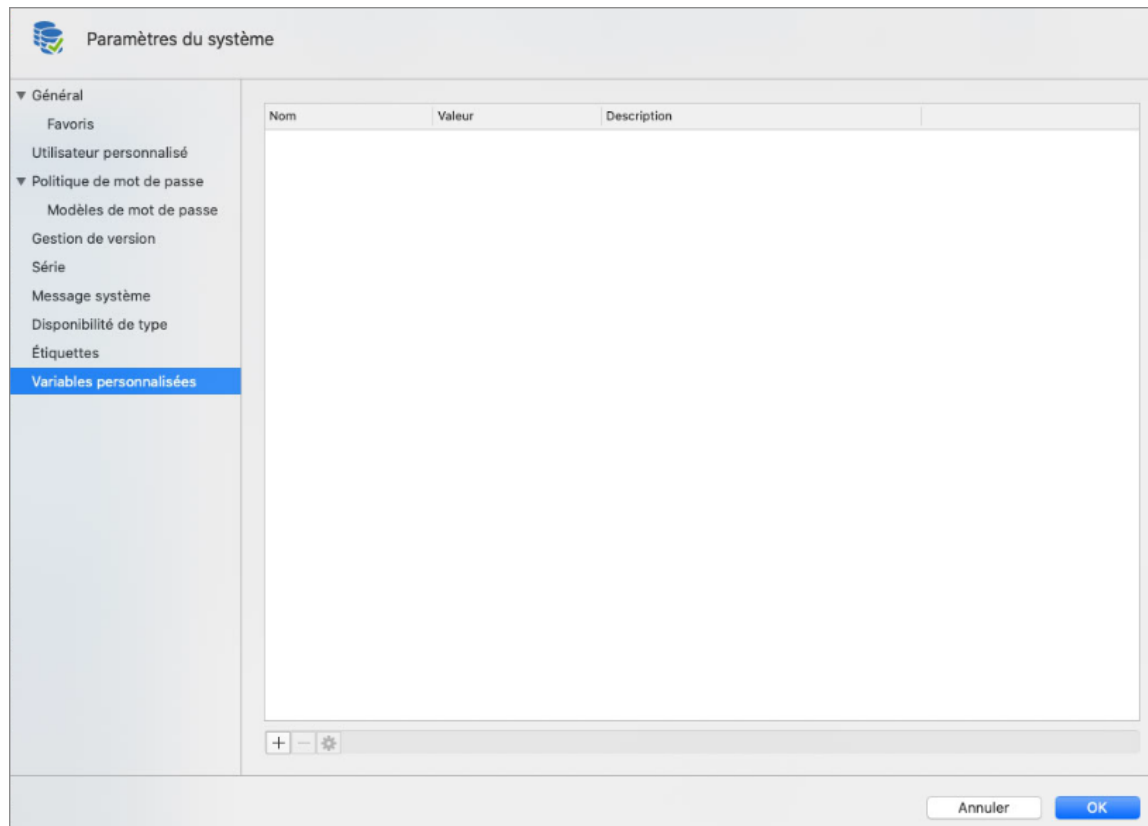 Paramètres du système
Général
Favoris
Utilisateur personnalisé
Politique de mot de passe
Modèles de mot de passe
Gestion de version
Série
Message système
Disponibilité de type
Étiquettes
Variables personnalisées
Nom Valeur Description
Annuler OK